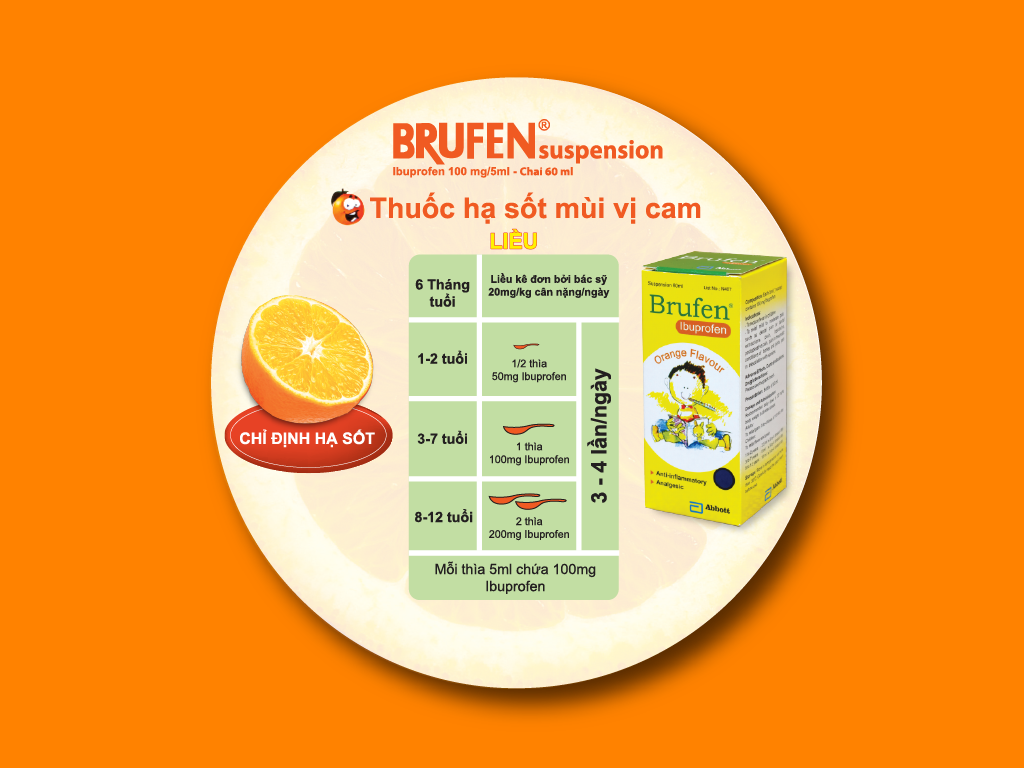 BRUFEN® suspension
Ibuprofen 100 mg/5ml - Chai 60 ml
Thuốc hạ sốt mùi vị cam
LIỀU
6 Tháng
tuổi
Liều kê đơn bởi bác sỹ
20mg/kg cân nặng/ngày
1-2 tuổi
1/2 thìa
50mg Ibuprofen
3-7 tuổi
1 thìa
100mg Ibuprofen
8-12 tuổi
2 thìa
200mg Ibuprofen
3 - 4 lần/ngày
Mỗi thìa 5ml chứa 100mg
Ibuprofen
CHỈ ĐỊNH HẠ SỐT
Brufen
Suspension 60ml
Brufen®
Ibuprofen
Orange Flavour
Anti-inflammatory
Analgesic
Abbott
Abbott